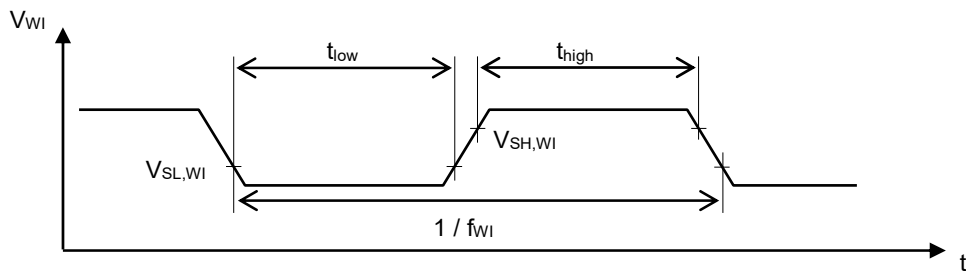 VWI
tlow
thigh
VSH,WI
VSL,WI
1 / fWI
t